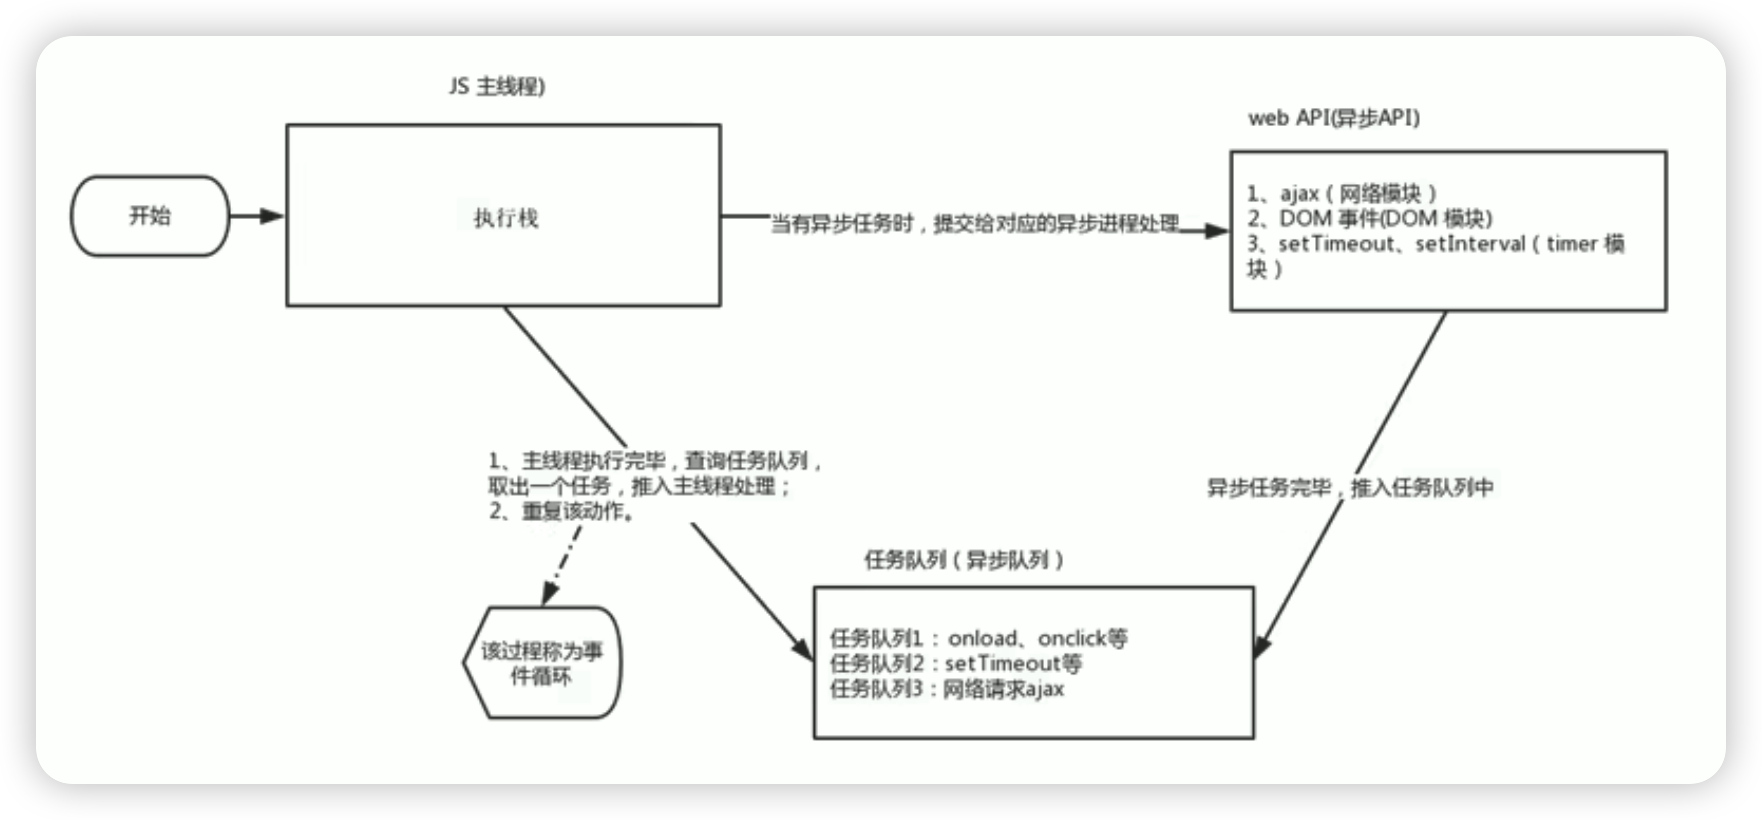 JS 主线程)
web API(异步API)
开始
执行栈
当有异步任务时，提交给对应的异步进程处理
1、ajax（网络模块）
2、DOM 事件(DOM 模块)
3、setTimeout、setInterval（timer 模
块）
1、主线程执行完毕，查询任务队列，
取出一个任务，推入主线程处理；
2、重复该动作。
异步任务完毕，推入任务队列中
任务队列（异步队列）
任务队列1：onload、onclick等
任务队列2：setTimeout等
任务队列3：网络请求ajax
该过程称为事
件循环